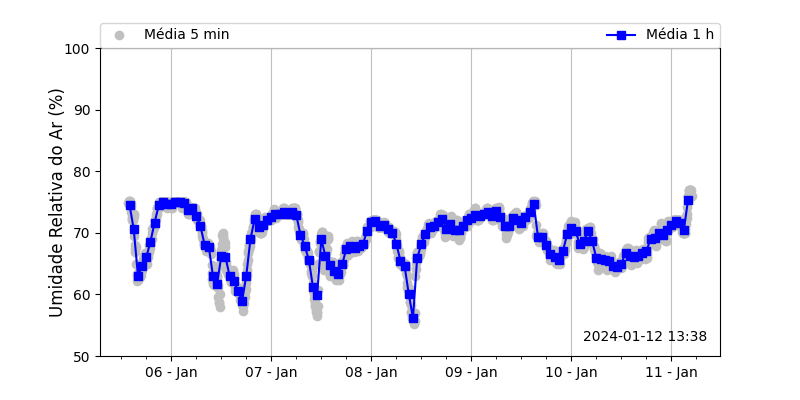 Média 5 min
Média 1 h
100
90
80
70
60
50
Umidade Relativa do Ar (%)
2024-01-12 13:38
06 - Jan
07 - Jan
08 - Jan
09 - Jan
10 - Jan
11 - Jan